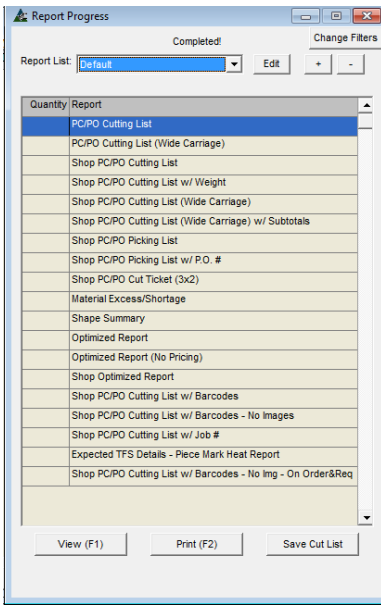 Report Progress
Completed!
Change Filters
Report List:
Default
Edit
+
-
Quantity Report
PC/PO Cutting List
PC/PO Cutting List (Wide Carriage)
Shop PC/PO Cutting List
Shop PC/PO Cutting List w/ Weight
Shop PC/PO Cutting List (Wide Carriage)
Shop PC/PO Cutting List (Wide Carriage) w/ Subtotals
Shop PC/PO Picking List
Shop PC/PO Picking List w/ P.O. #
Shop PC/PO Cut Ticket (3x2)
Material Excess/Shortage
Shape Summary
Optimized Report
Optimized Report (No Pricing)
Shop Optimized Report
Shop PC/PO Cutting List w/ Barcodes
Shop PC/PO Cutting List w/ Barcodes - No Images
Shop PC/PO Cutting List w/ Job #
Expected TFS Details - Piece Mark Heat Report
Shop PC/PO Cutting List w/ Barcodes - No Img - On Order&Req
View (F1)
Print (F2)
Save Cut List